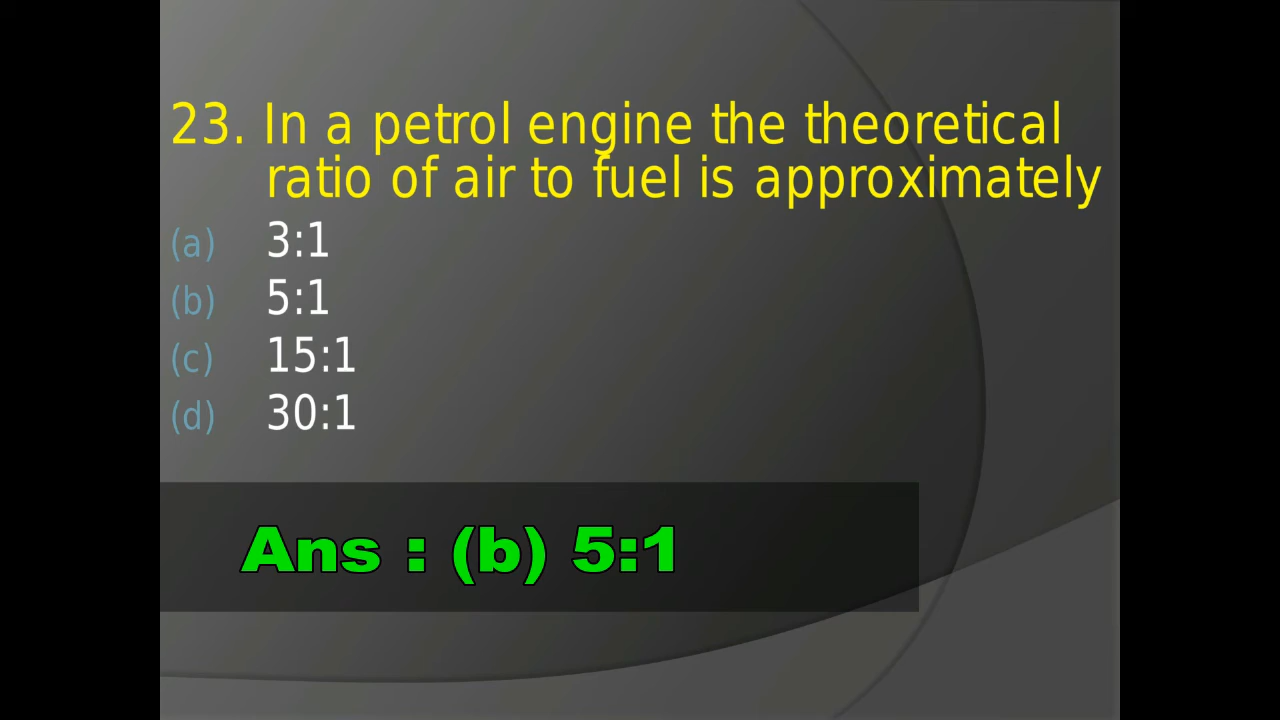 23. In a petrol engine the theoretical
ratio of air to fuel is approximately
(a) 3:1
(b) 5:1
(c) 15:1
(d) 30:1
Ans : (b) 5:1